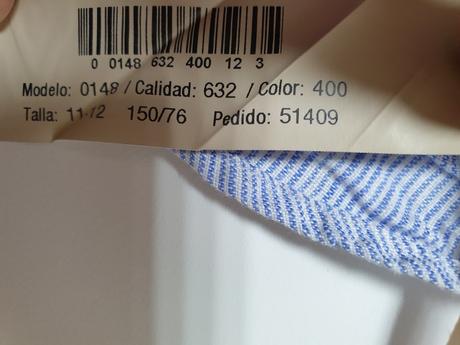 0 0148 632 400 12 3
Modelo: 0148 / Calidad: 632 / Color: 400
Talla: 11-12 150/76 Pedido: 51409